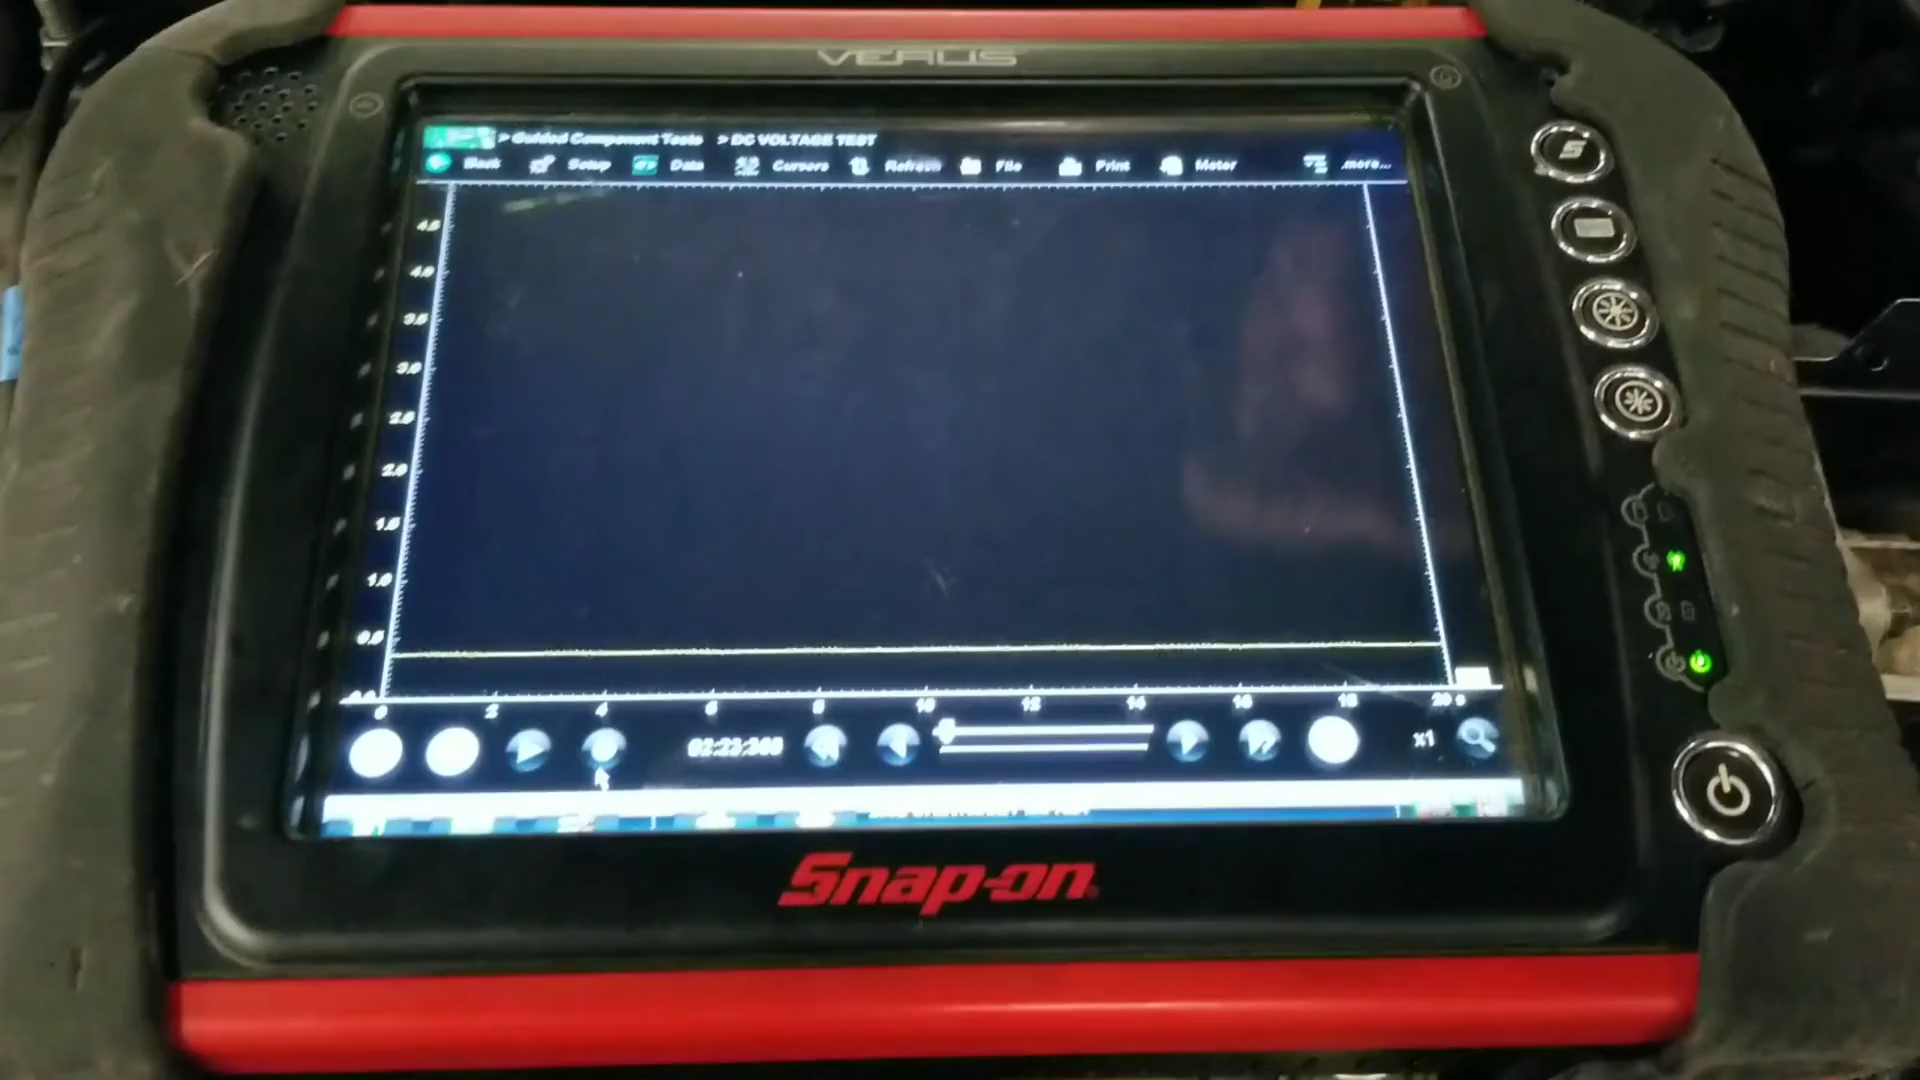 VERUS
> Guided Component Tests > DC VOLTAGE TEST
Back Setup Data Cursors Refresh File Print Meter more...
4.5
4.0
3.5
3.0
2.5
2.0
1.5
1.0
0.5
0.0
0 2 4 6 8 10 12 14 16 18 20 s
x1
Snap-on